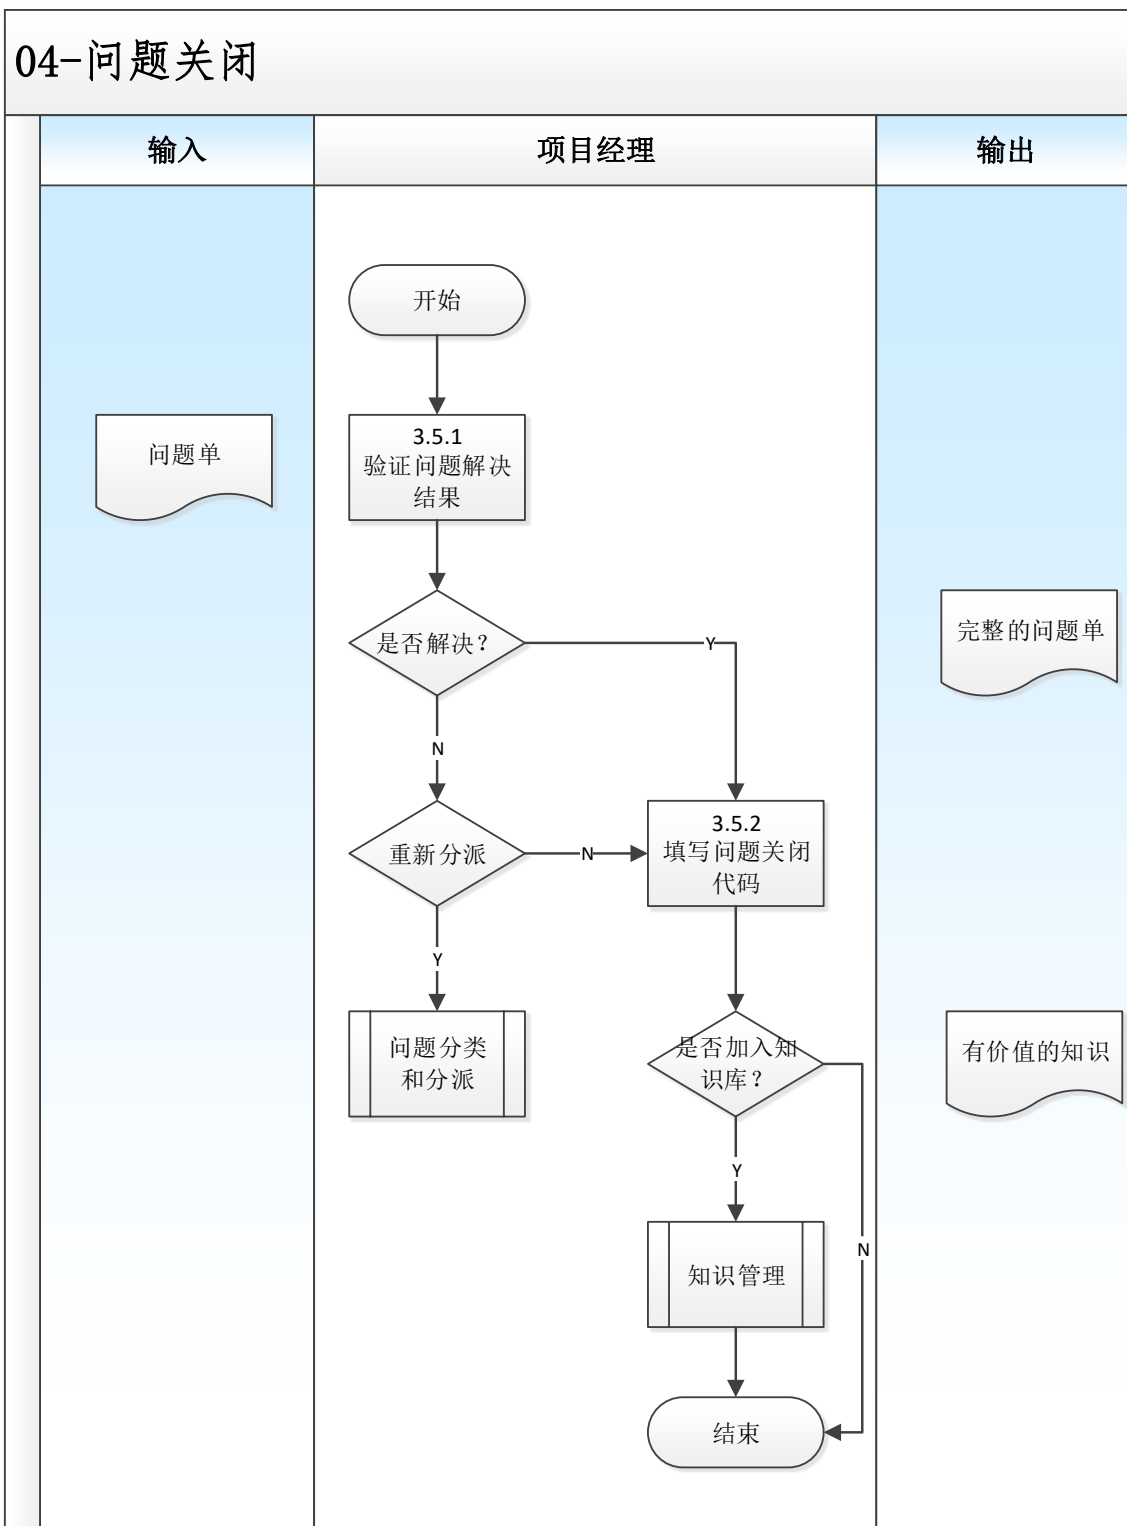 04-问题关闭
输入
项目经理
输出
开始
问题单
3.5.1
验证问题解决
结果
是否解决？
Y
完整的问题单
N
重新分派
N
3.5.2
填写问题关闭
代码
Y
问题分类
和分派
是否加入知
识库？
有价值的知识
Y
N
知识管理
结束